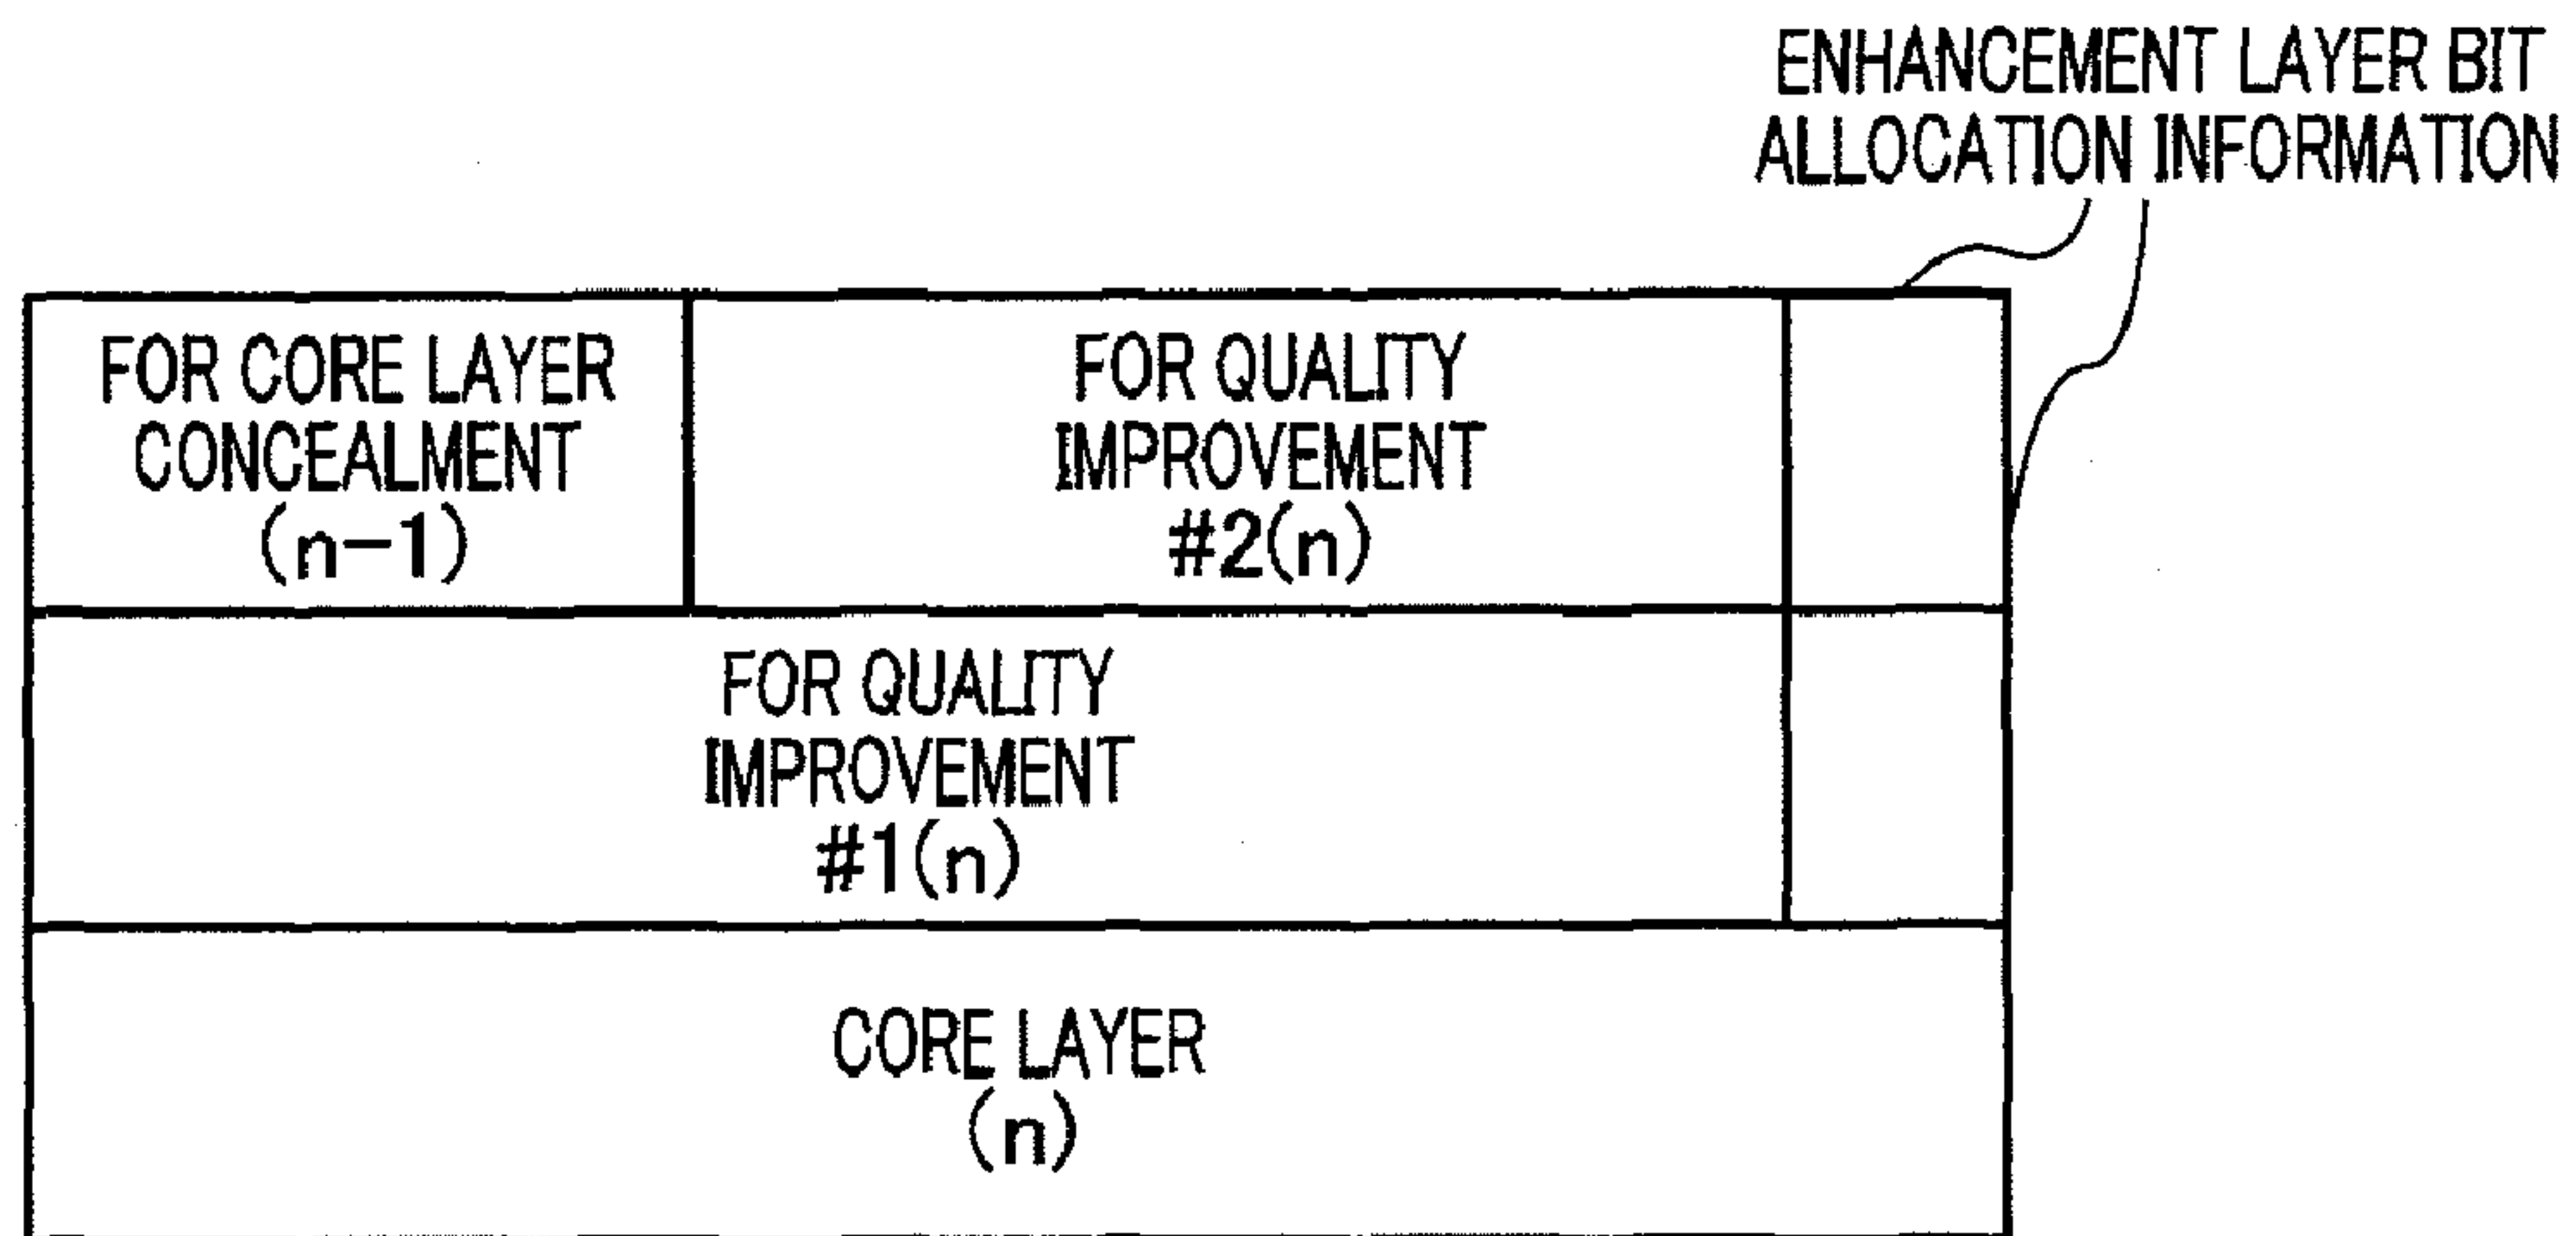 ENHANCEMENT LAYER BIT
ALLOCATION INFORMATION
FOR CORE LAYER
CONCEALMENT
(n-1)
FOR QUALITY
IMPROVEMENT
#2(n)
FOR QUALITY
IMPROVEMENT
#1(n)
CORE LAYER
(n)